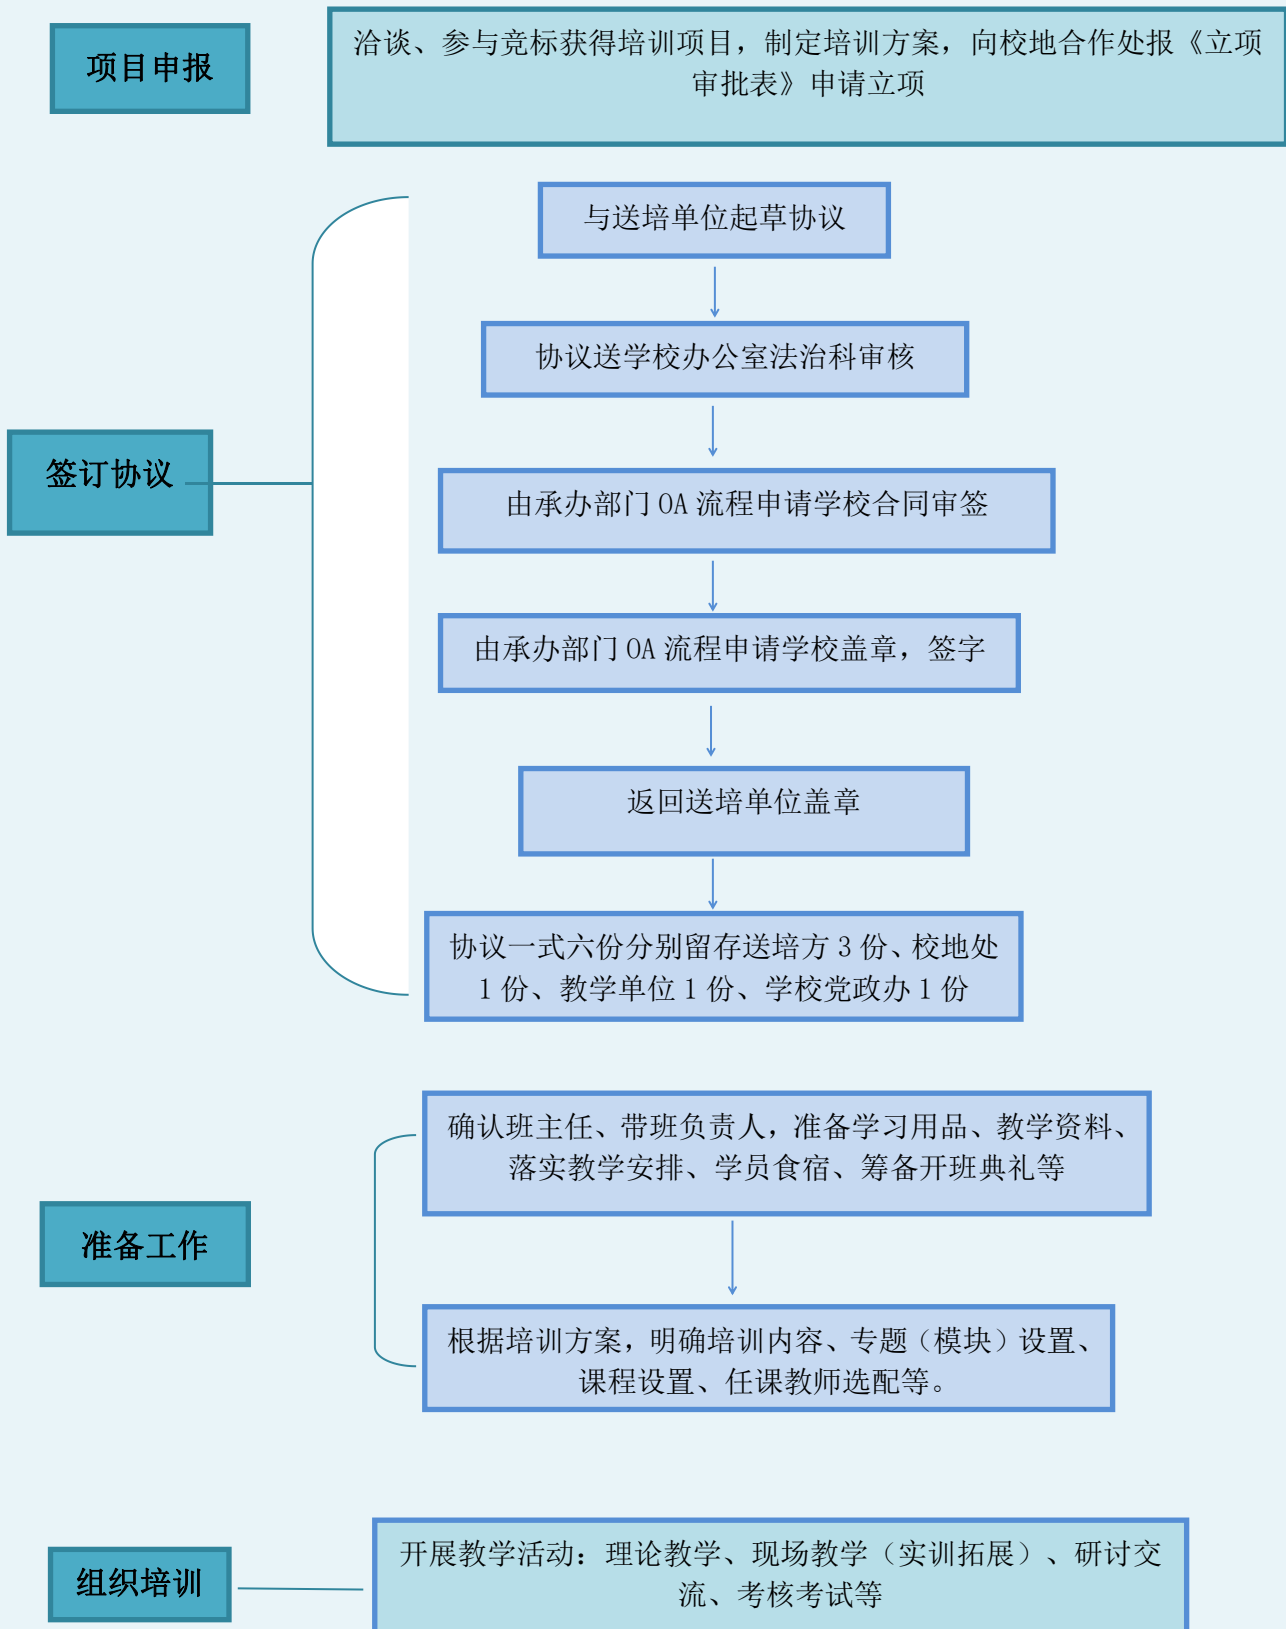 项目申报
洽谈、参与竞标获得培训项目，制定培训方案，向校地合作处报《立项
审批表》申请立项
与送培单位起草协议
协议送学校办公室法治科审核
签订协议
由承办部门 OA 流程申请学校合同审签
由承办部门 OA 流程申请学校盖章，签字
返回送培单位盖章
协议一式六份分别留存送培方 3 份、校地处
1 份、教学单位 1 份、学校党政办 1 份
确认班主任、带班负责人，准备学习用品、教学资料、
落实教学安排、学员食宿、筹备开班典礼等
准备工作
根据培训方案，明确培训内容、专题（模块）设置、
课程设置、任课教师选配等。
组织培训
开展教学活动：理论教学、现场教学（实训拓展）、研讨交
流、考核考试等